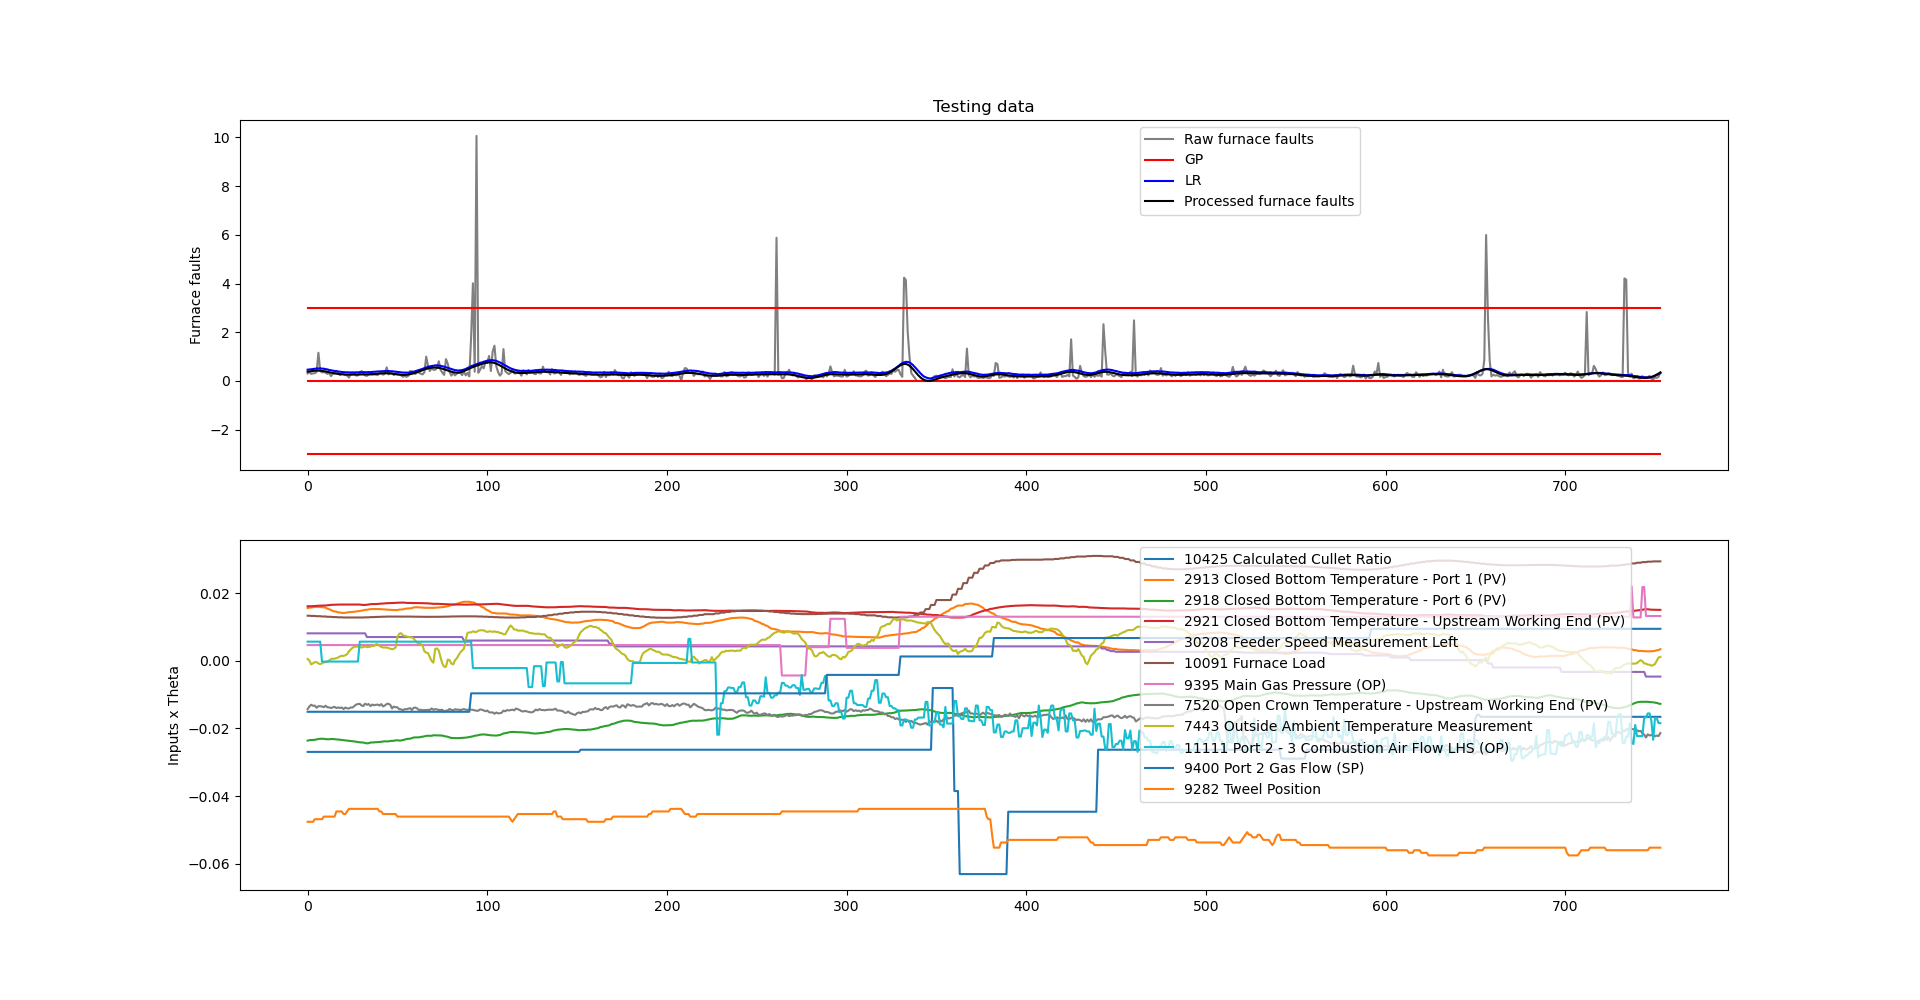 Testing data
Furnace faults
10
8
6
4
2
0
−2
Raw furnace faults
GP
LR
Processed furnace faults
0 100 200 300 400 500 600 700
Inputs x Theta
0.02
0.00
−0.02
−0.04
−0.06
10425 Calculated Cullet Ratio
2913 Closed Bottom Temperature - Port 1 (PV)
2918 Closed Bottom Temperature - Port 6 (PV)
2921 Closed Bottom Temperature - Upstream Working End (PV)
30208 Feeder Speed Measurement Left
10091 Furnace Load
9395 Main Gas Pressure (OP)
7520 Open Crown Temperature - Upstream Working End (PV)
7443 Outside Ambient Temperature Measurement
11111 Port 2 - 3 Combustion Air Flow LHS (OP)
9400 Port 2 Gas Flow (SP)
9282 Tweel Position
0 100 200 300 400 500 600 700